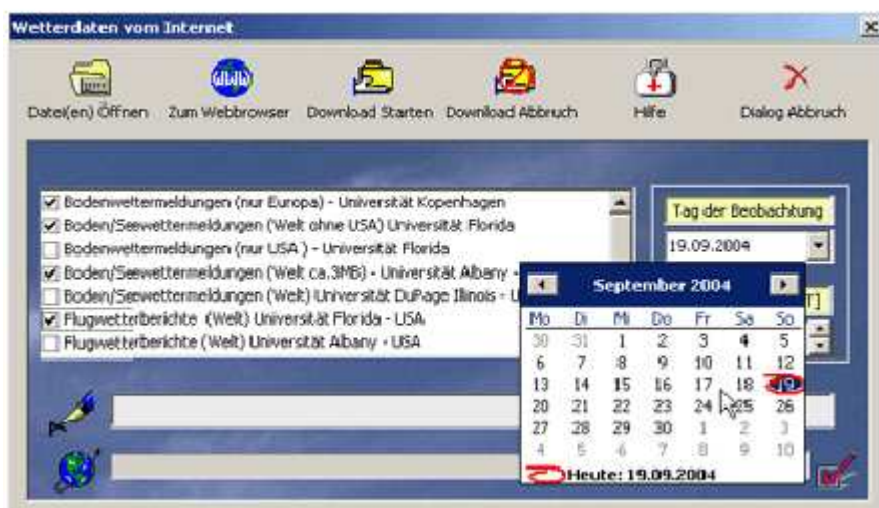 Wetterdaten vom Internet
Datei(en) Öffnen Zum Webbrowser Download Starten Download Abbruch Hilfe Dialog Abbruch
Bodenwettermeldungen (nur Europa) - Universität Kopenhagen
Boden/Seewettermeldungen (Welt ohne USA) Universität Florida
Bodenwettermeldungen (nur USA ) - Universität Florida
Boden/Seewettermeldungen (Welt ca.3MB) - Universität Albany -
Boden/Seewettermeldungen (Welt) Universität DuPage Illinois - U
Flugwetterberichte (Welt) Universität Florida - USA
Flugwetterberichte (Welt) Universität Albany - USA
Tag der Beobachtung
19.09.2004
T]
September 2004
Mo Di Mi Do Fr Sa So
30 31 1 2 3 4 5
6 7 8 9 10 11 12
13 14 15 16 17 18 19
20 21 22 23 24 25 26
27 28 29 30 1 2 3
4 5 6 7 8 9 10
Heute: 19.09.2004